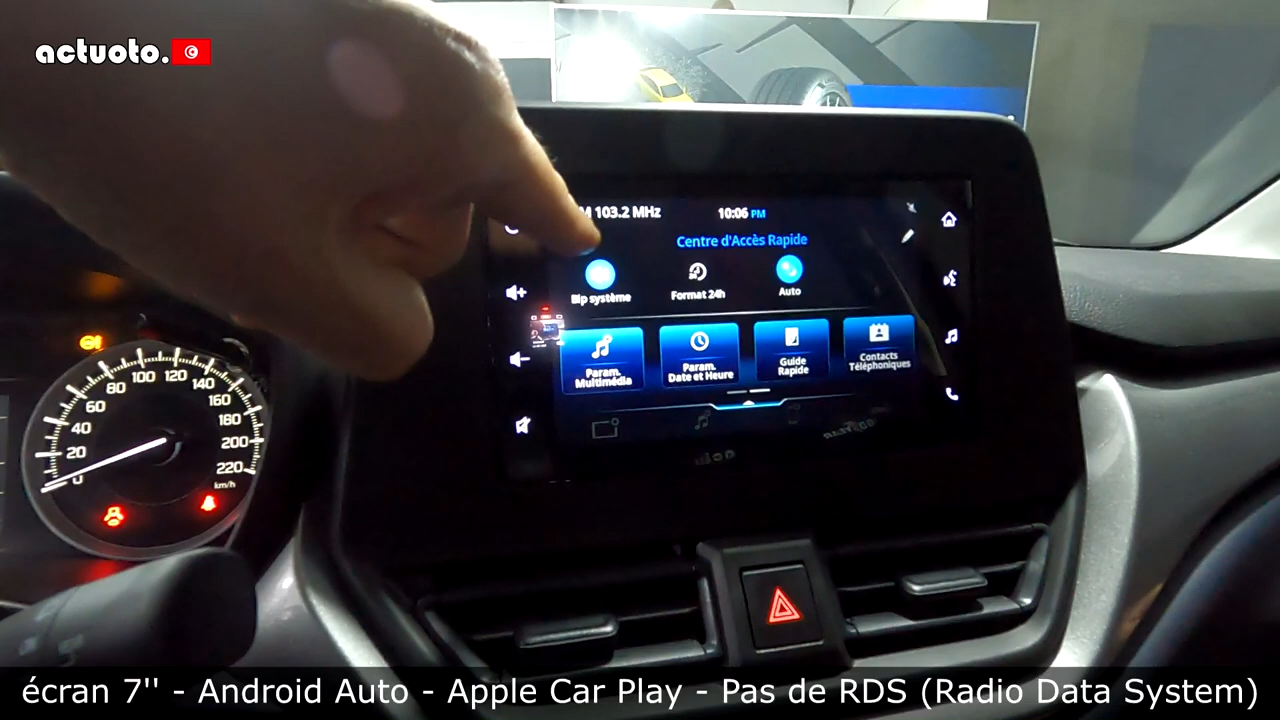 actuoto.
M 103.2 MHz
10:06 PM
Centre d'Accès Rapide
Bip système
Format 24h
Auto
Param. Multimédia
Param. Date et Heure
Guide Rapide
Contacts Téléphoniques
0
20
40
60
80
100
120
140
160
180
200
220
km/h
écran 7'' - Android Auto - Apple Car Play - Pas de RDS (Radio Data System)